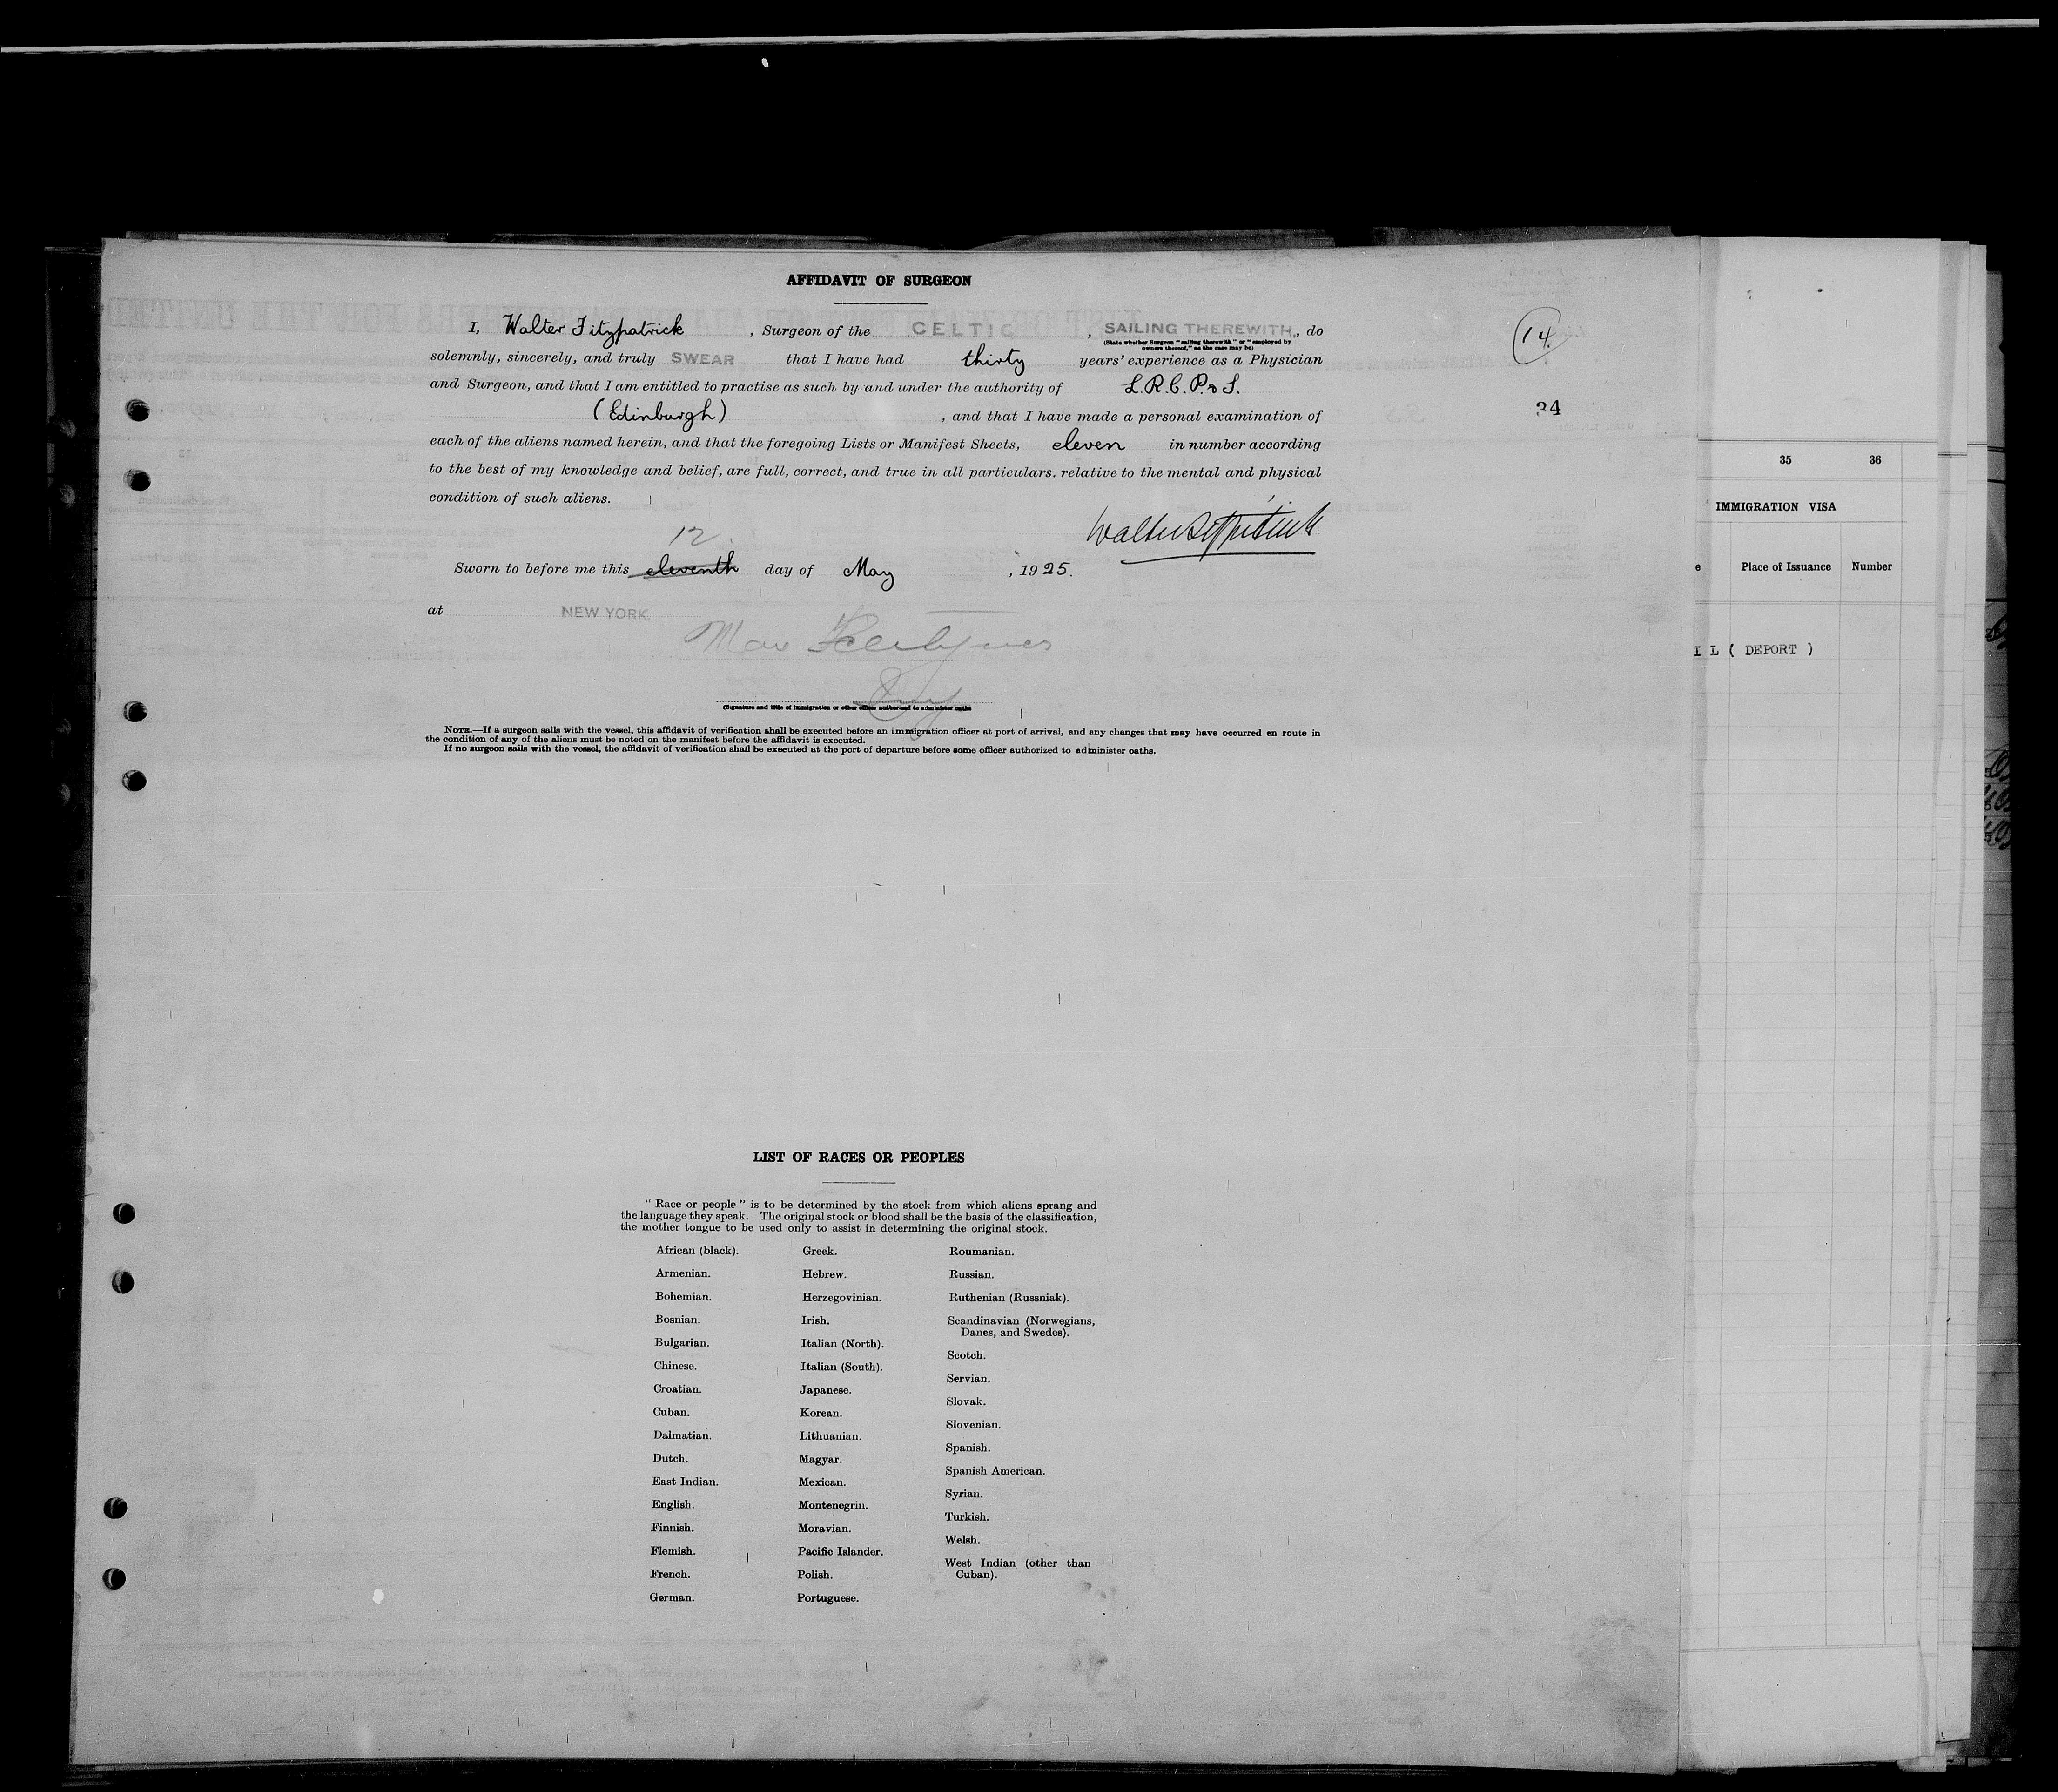 AFFIDAVIT OF SURGEON
I, Walter Fitzpatrick, Surgeon of the CELTIC, SAILING THEREWITH, do
(State whether Surgeon "sailing therewith" or "employed by
owners thereof," as the case may be)
solemnly, sincerely, and truly SWEAR that I have had thirty years' experience as a Physician
and Surgeon, and that I am entitled to practise as such by and under the authority of L.R.C.P. & S.
(Edinburgh), and that I have made a personal examination of
each of the aliens named herein, and that the foregoing Lists or Manifest Sheets, eleven in number according
to the best of my knowledge and belief, are full, correct, and true in all particulars. relative to the mental and physical
condition of such aliens.
14
34
Walter Fitzpatrick
12
Sworn to before me this eleventh day of May, 1925.
at NEW YORK
(Signature and title of immigration or other officer authorized to administer oaths
NOTE.—If a surgeon sails with the vessel, this affidavit of verification shall be executed before an immigration officer at port of arrival, and any changes that may have occurred en route in
the condition of any of the aliens must be noted on the manifest before the affidavit is executed.
If no surgeon sails with the vessel, the affidavit of verification shall be executed at the port of departure before some officer authorized to administer oaths.
LIST OF RACES OR PEOPLES
"Race or people" is to be determined by the stock from which aliens sprang and
the language they speak. The original stock or blood shall be the basis of the classification,
the mother tongue to be used only to assist in determining the original stock.
African (black).
Armenian.
Bohemian.
Bosnian.
Bulgarian.
Chinese.
Croatian.
Cuban.
Dalmatian.
Dutch.
East Indian.
English.
Finnish.
Flemish.
French.
German.
Greek.
Hebrew.
Herzegovinian.
Irish.
Italian (North).
Italian (South).
Japanese.
Korean.
Lithuanian.
Magyar.
Mexican.
Montenegrin.
Moravian.
Pacific Islander.
Polish.
Portuguese.
Roumanian.
Russian.
Ruthenian (Russniak).
Scandinavian (Norwegians,
Danes, and Swedes).
Scotch.
Servian.
Slovak.
Slovenian.
Spanish.
Spanish American.
Syrian.
Turkish.
Welsh.
West Indian (other than
Cuban).
35 36
IMMIGRATION VISA
Place of Issuance Number
I L ( DEPORT )